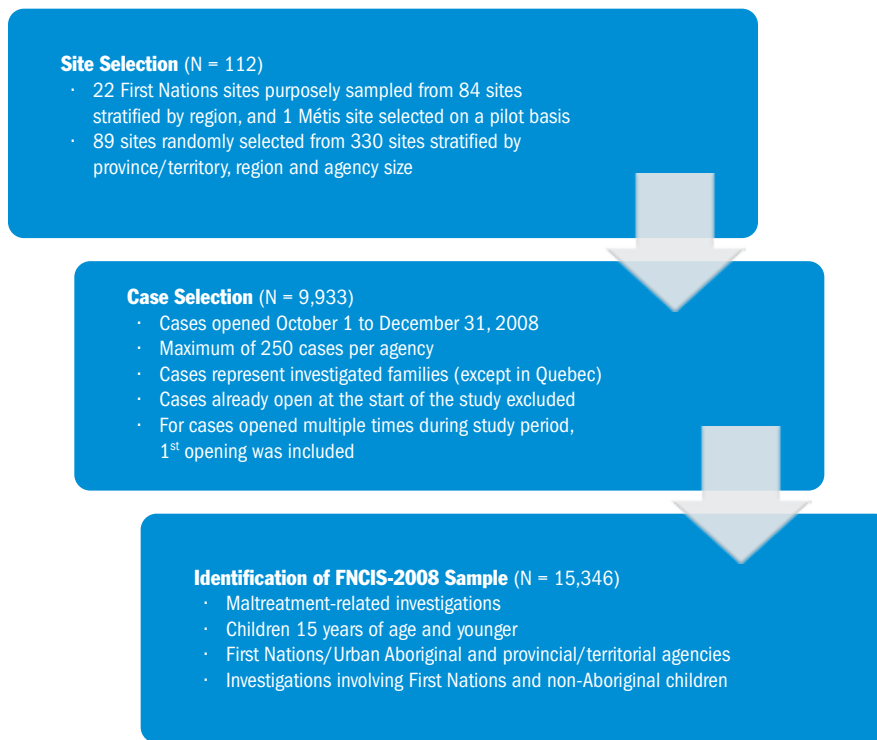 Site Selection (N = 112)
· 22 First Nations sites purposely sampled from 84 sites
stratified by region, and 1 Métis site selected on a pilot basis
· 89 sites randomly selected from 330 sites stratified by
province/territory, region and agency size
Case Selection (N = 9,933)
· Cases opened October 1 to December 31, 2008
· Maximum of 250 cases per agency
· Cases represent investigated families (except in Quebec)
· Cases already open at the start of the study excluded
· For cases opened multiple times during study period,
1st opening was included
Identification of FNCIS-2008 Sample (N = 15,346)
· Maltreatment-related investigations
· Children 15 years of age and younger
· First Nations/Urban Aboriginal and provincial/territorial agencies
· Investigations involving First Nations and non-Aboriginal children